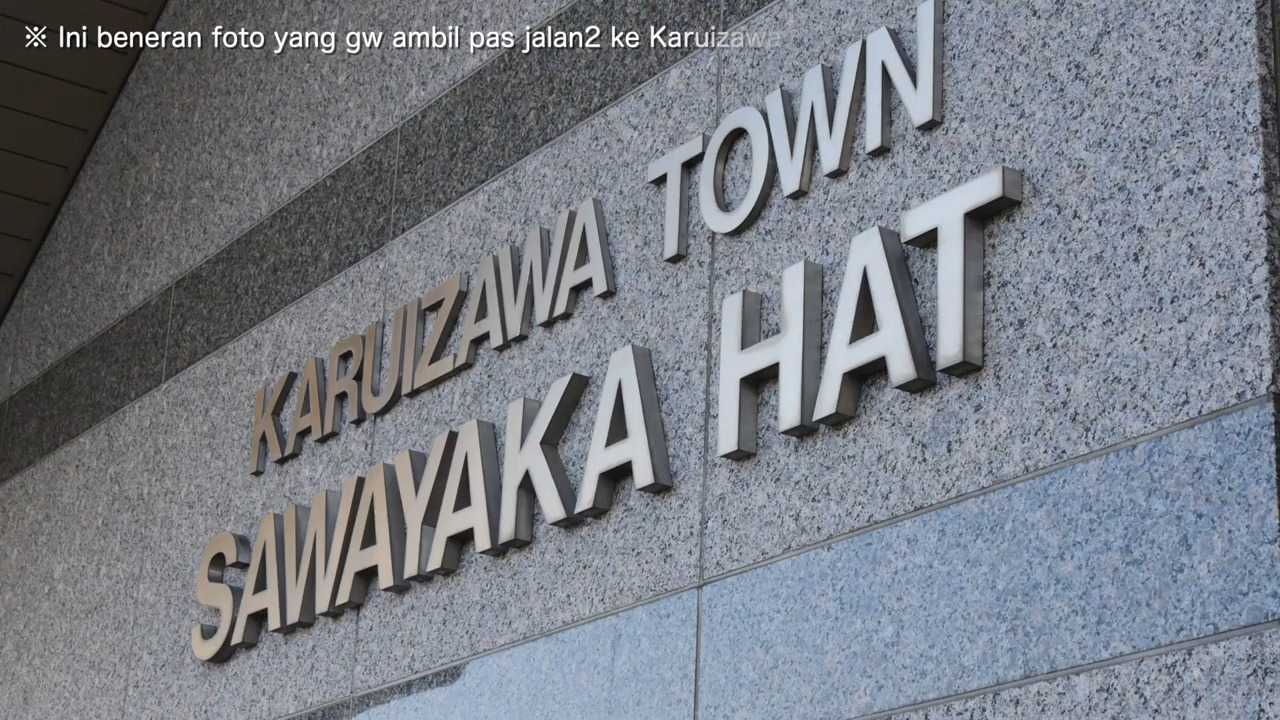 ※ Ini beneran foto yang gw ambil pas jalan2 ke Karuizawa
KARUIZAWA TOWN
SAWAYAKA HAT